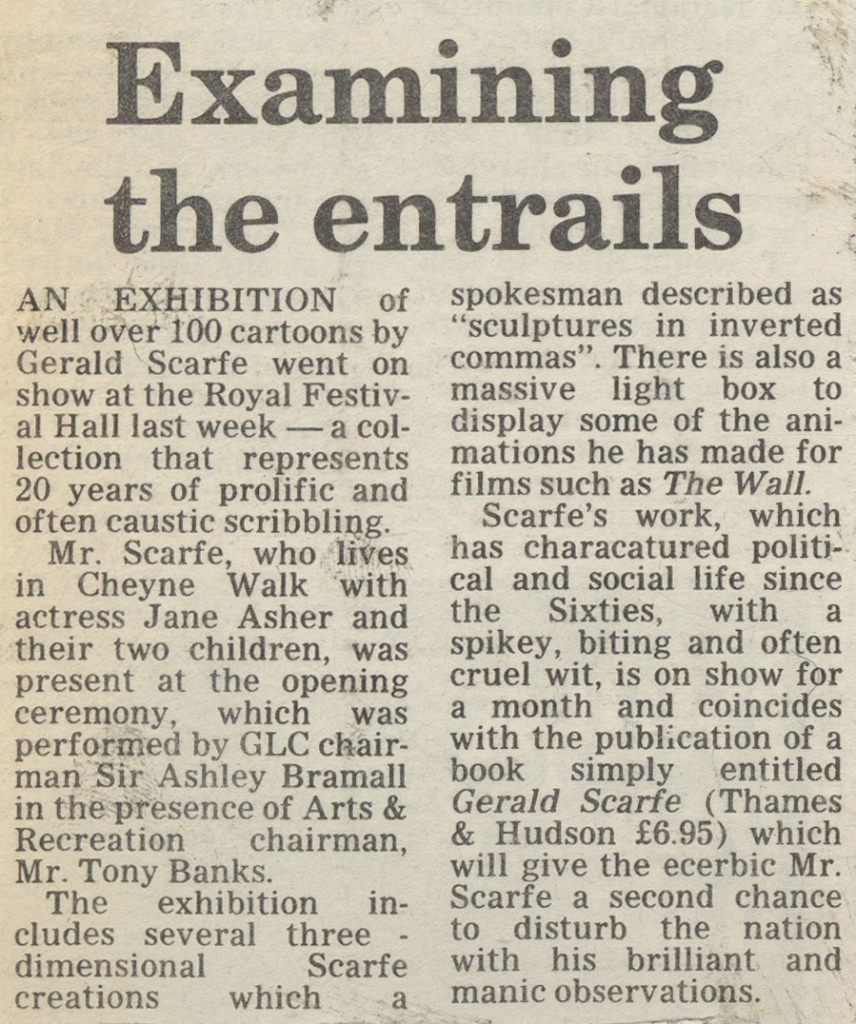 Examining
the entrails
AN EXHIBITION of
well over 100 cartoons by
Gerald Scarfe went on
show at the Royal Festiv-
al Hall last week — a col-
lection that represents
20 years of prolific and
often caustic scribbling.
Mr. Scarfe, who lives
in Cheyne Walk with
actress Jane Asher and
their two children, was
present at the opening
ceremony, which was
performed by GLC chair-
man Sir Ashley Bramall
in the presence of Arts &
Recreation chairman,
Mr. Tony Banks.
The exhibition in-
cludes several three -
dimensional Scarfe
creations which a
spokesman described as
“sculptures in inverted
commas”. There is also a
massive light box to
display some of the ani-
mations he has made for
films such as The Wall.
Scarfe’s work, which
has characatured politi-
cal and social life since
the Sixties, with a
spikey, biting and often
cruel wit, is on show for
a month and coincides
with the publication of a
book simply entitled
Gerald Scarfe (Thames
& Hudson £6.95) which
will give the ecerbic Mr.
Scarfe a second chance
to disturb the nation
with his brilliant and
manic observations.